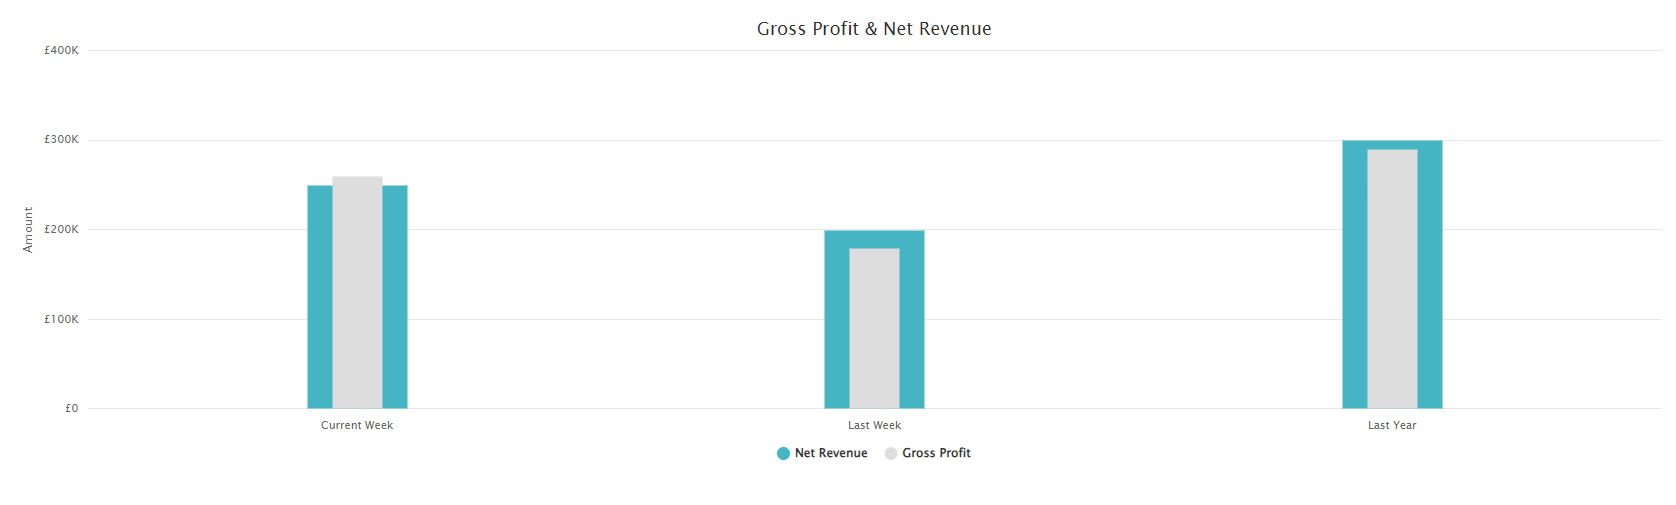 Gross Profit & Net Revenue
£400K
£300K
£200K
£100K
£0
Amount
Current Week
Last Week
Last Year
Net Revenue
Gross Profit